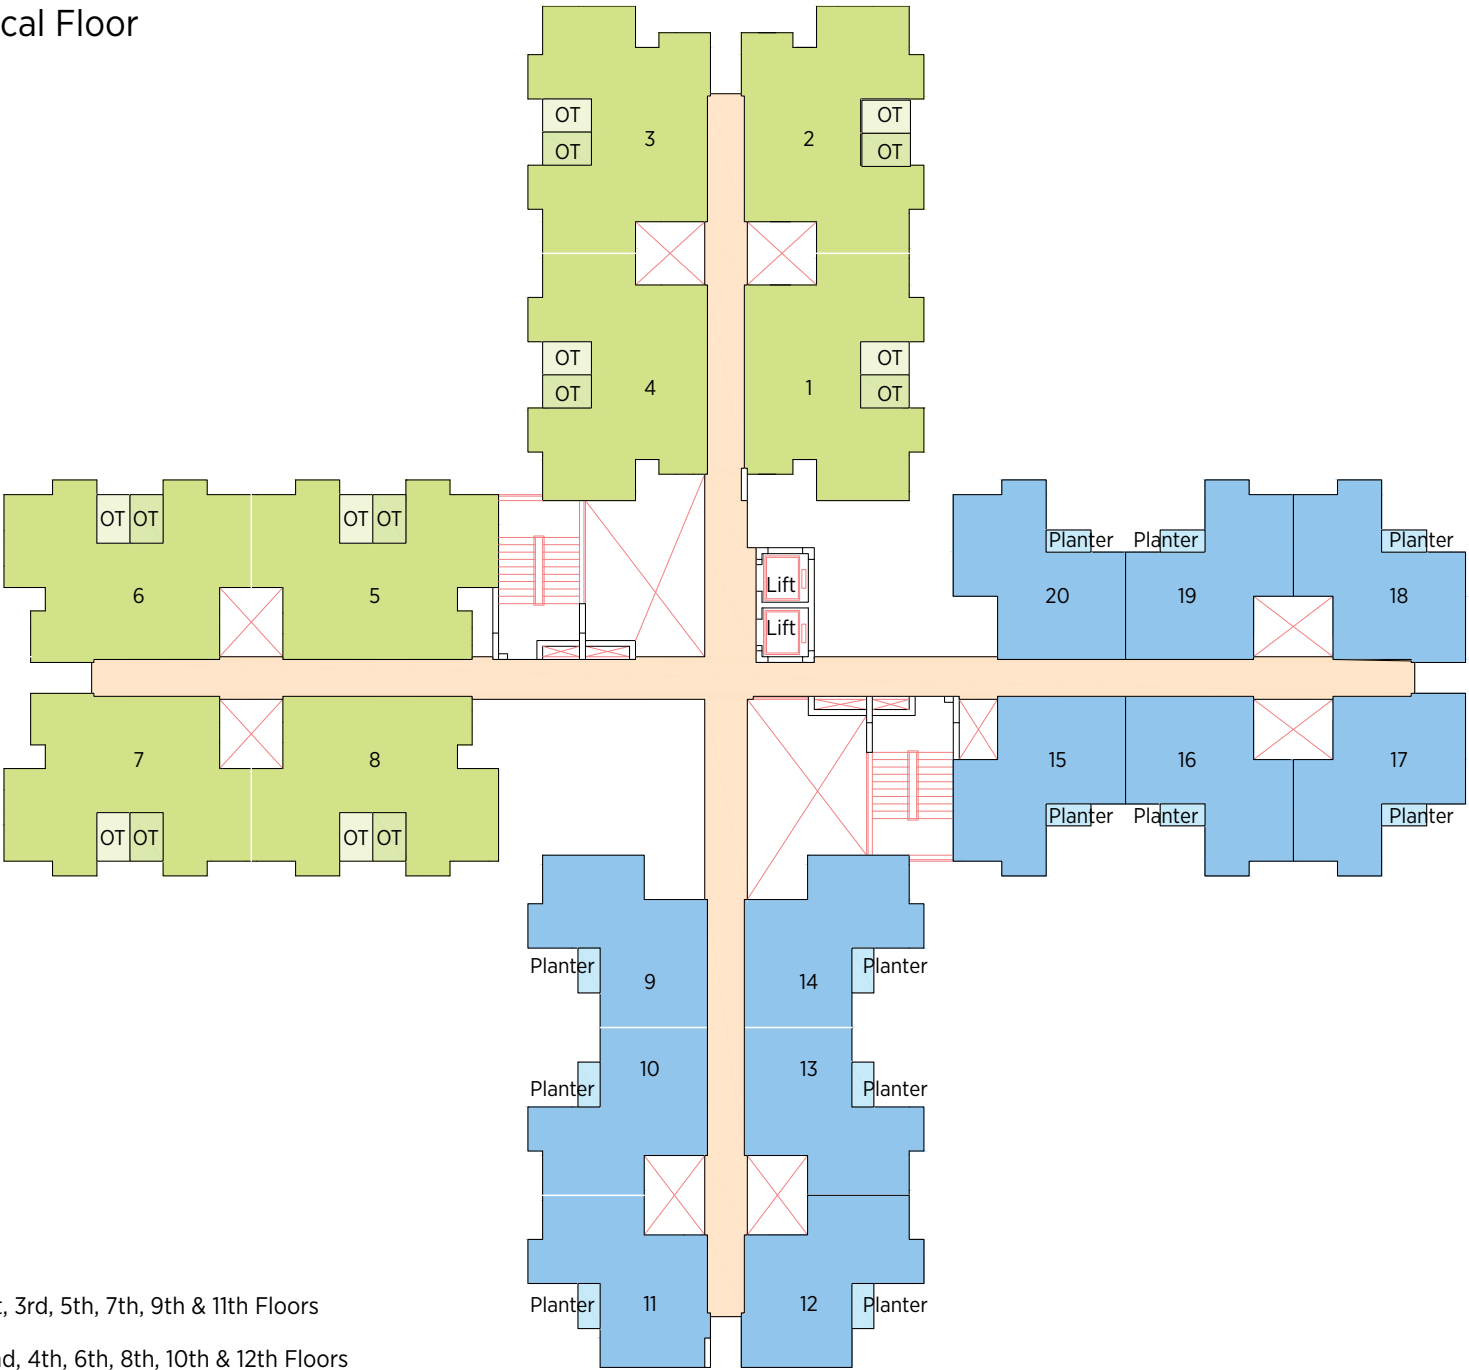 cal Floor
OT
OT
3
2
OT
OT
OT
OT
4
1
OT
OT
OT OT
OT OT
6
5
Lift
Lift
Planter
Planter
Planter
20
19
18
7
8
OT OT
OT OT
15
16
17
Planter
Planter
Planter
Planter
9
14
Planter
Planter
10
13
Planter
Planter
11
12
Planter
, 3rd, 5th, 7th, 9th & 11th Floors
d, 4th, 6th, 8th, 10th & 12th Floors